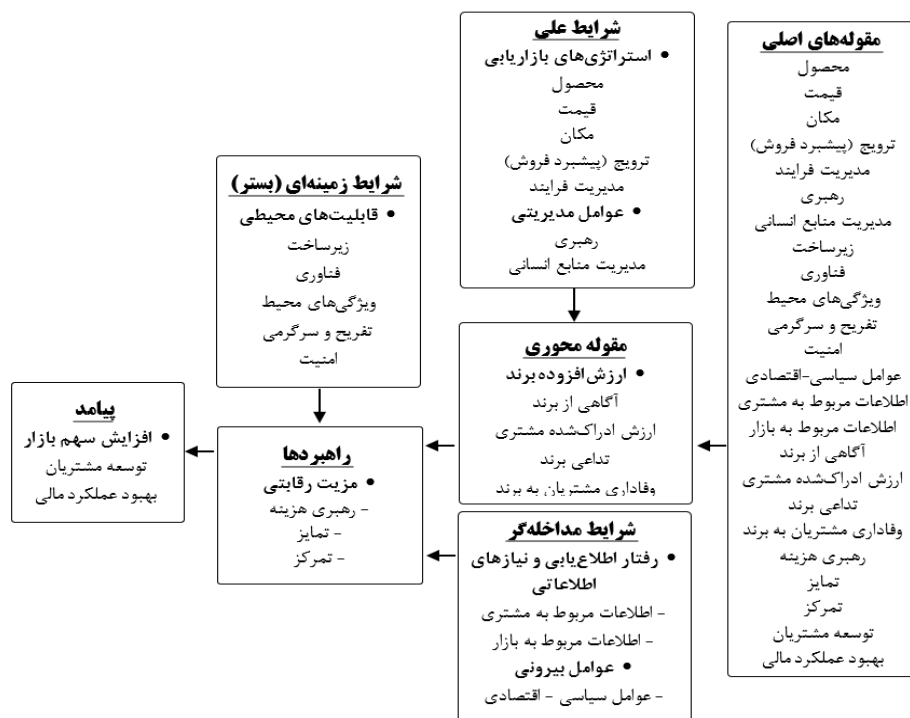 مقوله‌های اصلی
محصول
قیمت
مکان
ترویج (پیشبرد فروش)
مدیریت فرایند
رهبری
مدیریت منابع انسانی
زیرساخت
فناوری
ویژگی‌های محیط
تفریح و سرگرمی
امنیت
عوامل سیاسی-اقتصادی
اطلاعات مربوط به مشتری
اطلاعات مربوط به بازار
آگاهی از برند
ارزش ادراک‌شده مشتری
تداعی برند
وفاداری مشتریان به برند
رهبری هزینه
تمایز
تمرکز
توسعه مشتریان
بهبود عملکرد مالی
شرایط علی
• استراتژی‌های بازاریابی
محصول
قیمت
مکان
ترویج (پیشبرد فروش)
مدیریت فرایند
• عوامل مدیریتی
رهبری
مدیریت منابع انسانی
مقوله محوری
• ارزش‌افزوده برند
آگاهی از برند
ارزش ادراک‌شده مشتری
تداعی برند
وفاداری مشتریان به برند
شرایط مداخله‌گر
• رفتار اطلاع‌یابی و نیازهای
اطلاعاتی
- اطلاعات مربوط به مشتری
- اطلاعات مربوط به بازار
• عوامل بیرونی
- عوامل سیاسی - اقتصادی
شرایط زمینه‌ای (بستر)
• قابلیت‌های محیطی
زیرساخت
فناوری
ویژگی‌های محیط
تفریح و سرگرمی
امنیت
راهبردها
• مزیت رقابتی
- رهبری هزینه
- تمایز
- تمرکز
پیامد
• افزایش سهم بازار
توسعه مشتریان
بهبود عملکرد مالی